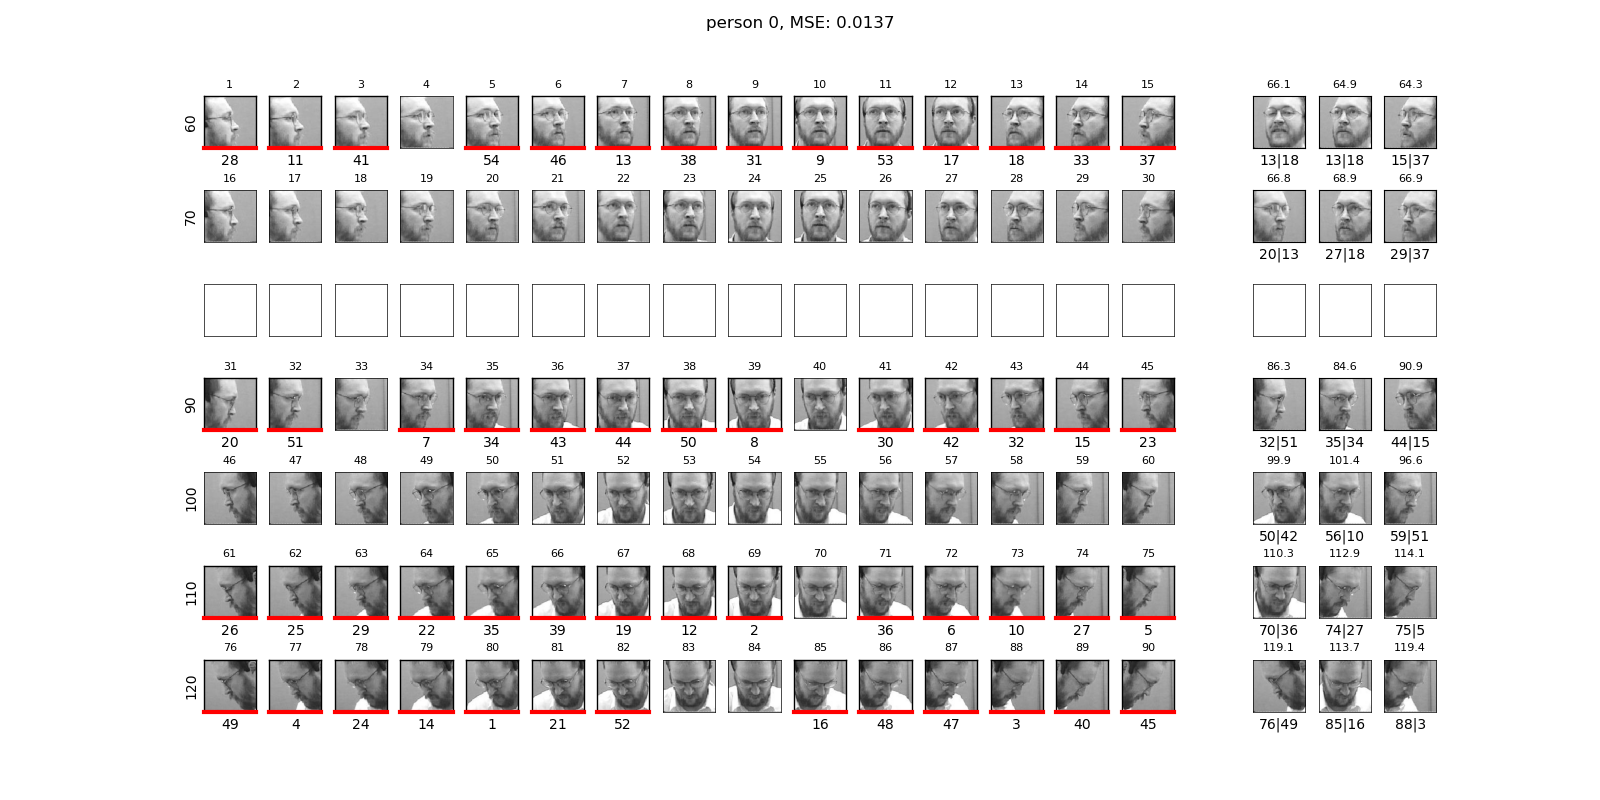 person 0, MSE: 0.0137
1 2 3 4 5 6 7 8 9 10 11 12 13 14 15 66.1 64.9 64.3
60
28 11 41 54 46 13 38 31 9 53 17 18 33 37 13|18 13|18 15|37
16 17 18 19 20 21 22 23 24 25 26 27 28 29 30 66.8 68.9 66.9
70
20|13 27|18 29|37
31 32 33 34 35 36 37 38 39 40 41 42 43 44 45 86.3 84.6 90.9
90
20 51 7 34 43 44 50 8 30 42 32 15 23 32|51 35|34 44|15
46 47 48 49 50 51 52 53 54 55 56 57 58 59 60 99.9 101.4 96.6
100
50|42 56|10 59|51
61 62 63 64 65 66 67 68 69 70 71 72 73 74 75 110.3 112.9 114.1
110
26 25 29 22 35 39 19 12 2 36 6 10 27 5 70|36 74|27 75|5
76 77 78 79 80 81 82 83 84 85 86 87 88 89 90 119.1 113.7 119.4
120
49 4 24 14 1 21 52 16 48 47 3 40 45 76|49 85|16 88|3